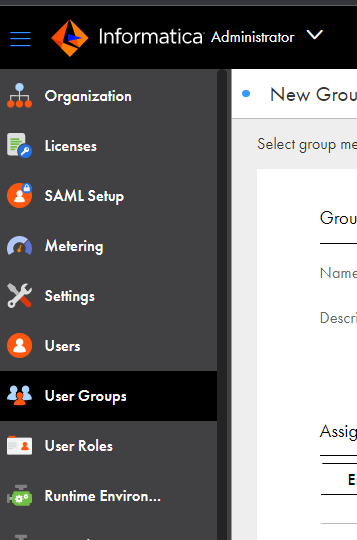 Informatica Administrator
New Grou
Organization
Licenses
Select group me
SAML Setup
Grou
Metering
Name
Settings
Descri
Users
User Groups
Assig
User Roles
E
Runtime Environ...